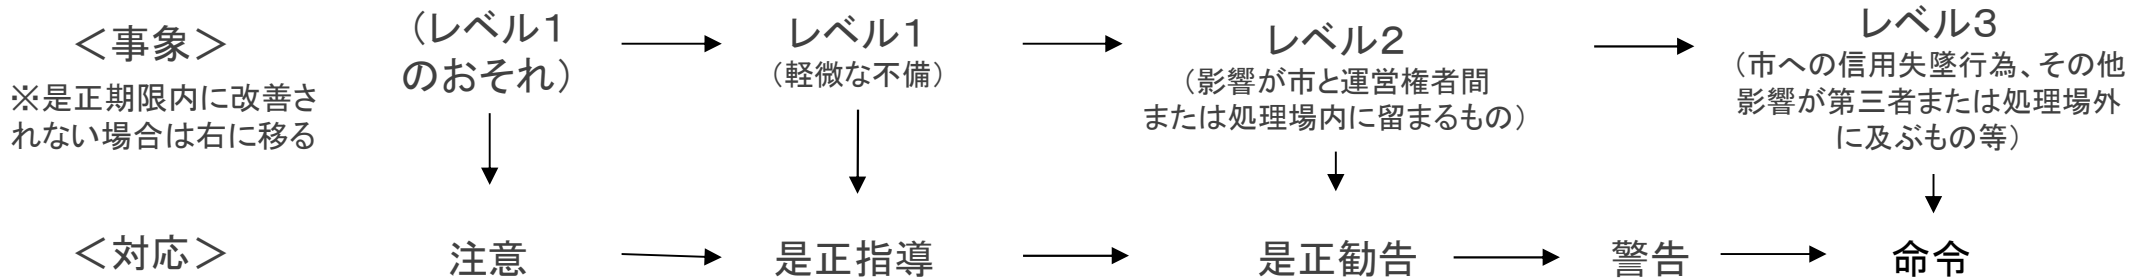 ＜事象＞
※是正期限内に改善さ
れない場合は右に移る
（レベル１
のおそれ）
レベル１
（軽微な不備）
レベル２
（影響が市と運営権者間
または処理場内に留まるもの）
レベル３
（市への信用失墜行為、その他
影響が第三者または処理場外
に及ぶもの等）
＜対応＞
注意
是正指導
是正勧告
警告
命令